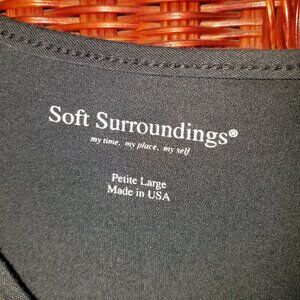 Soft Surroundings®
my time. my place. my self
Petite Large
Made in USA